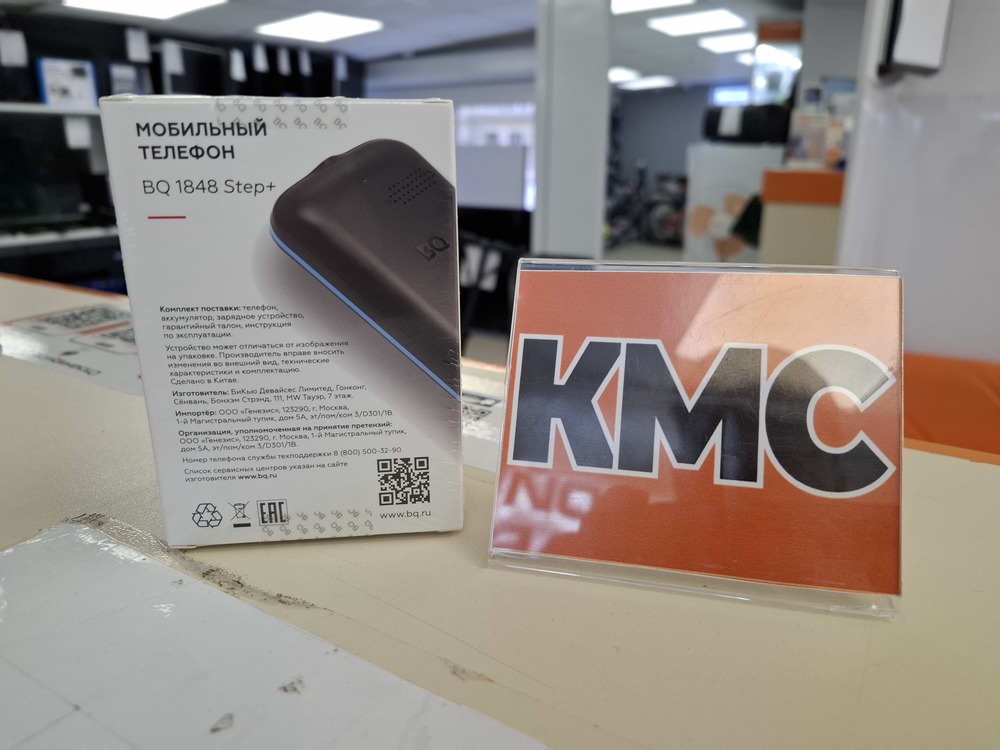 МОБИЛЬНЫЙ
ТЕЛЕФОН
BQ 1848 Step+
BQ
Комплект поставки: телефон,
аккумулятор, зарядное устройство,
гарантийный талон, инструкция
по эксплуатации.
Устройство может отличаться от изображения
на упаковке. Производитель вправе вносить
изменения во внешний вид, технические
характеристики и комплектацию.
Сделано в Китае.
Изготовитель: БиКью Девайсес Лимитед, Гонконг,
Сёнвань, Бонхэм Стрэнд, 111, MW Тауэр, 7 этаж.
Импортёр: ООО «Генезис», 123290, г. Москва,
1-й Магистральный тупик, дом 5А, эт/пом/ком 3/D301/1В.
Организация, уполномоченная на принятие претензий:
ООО «Генезис», 123290, г. Москва, 1-й Магистральный тупик,
дом 5А, эт/пом/ком 3/D301/1В.
Номер телефона службы техподдержки 8 (800) 500-32-90
Список сервисных центров указан на сайте
изготовителя www.bq.ru
EAC
www.bq.ru
КМС